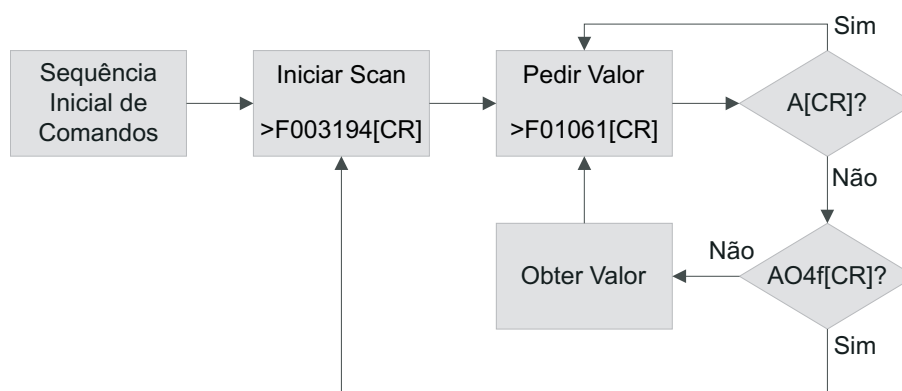 Sequência
Inicial de
Comandos
Iniciar Scan
>F003194[CR]
Pedir Valor
>F01061[CR]
Sim
A[CR]?
Não
AO4f[CR]?
Não
Obter Valor
Sim